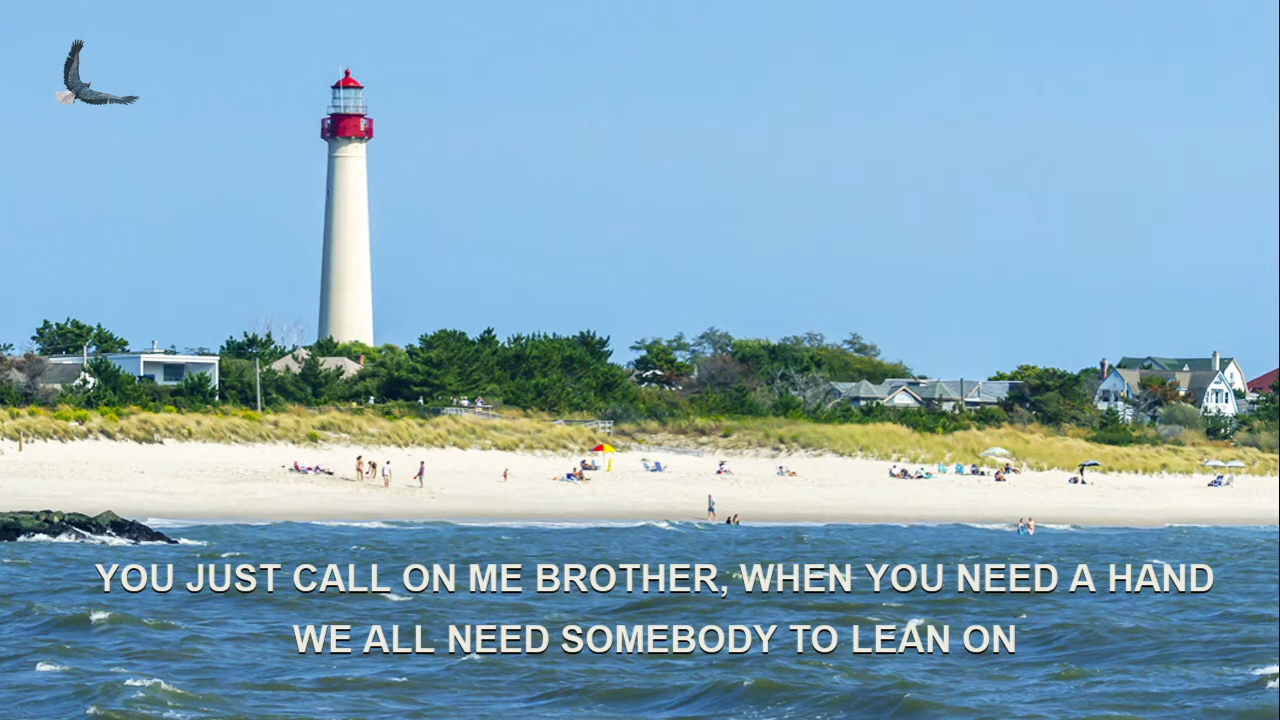 YOU JUST CALL ON ME BROTHER, WHEN YOU NEED A HAND
WE ALL NEED SOMEBODY TO LEAN ON